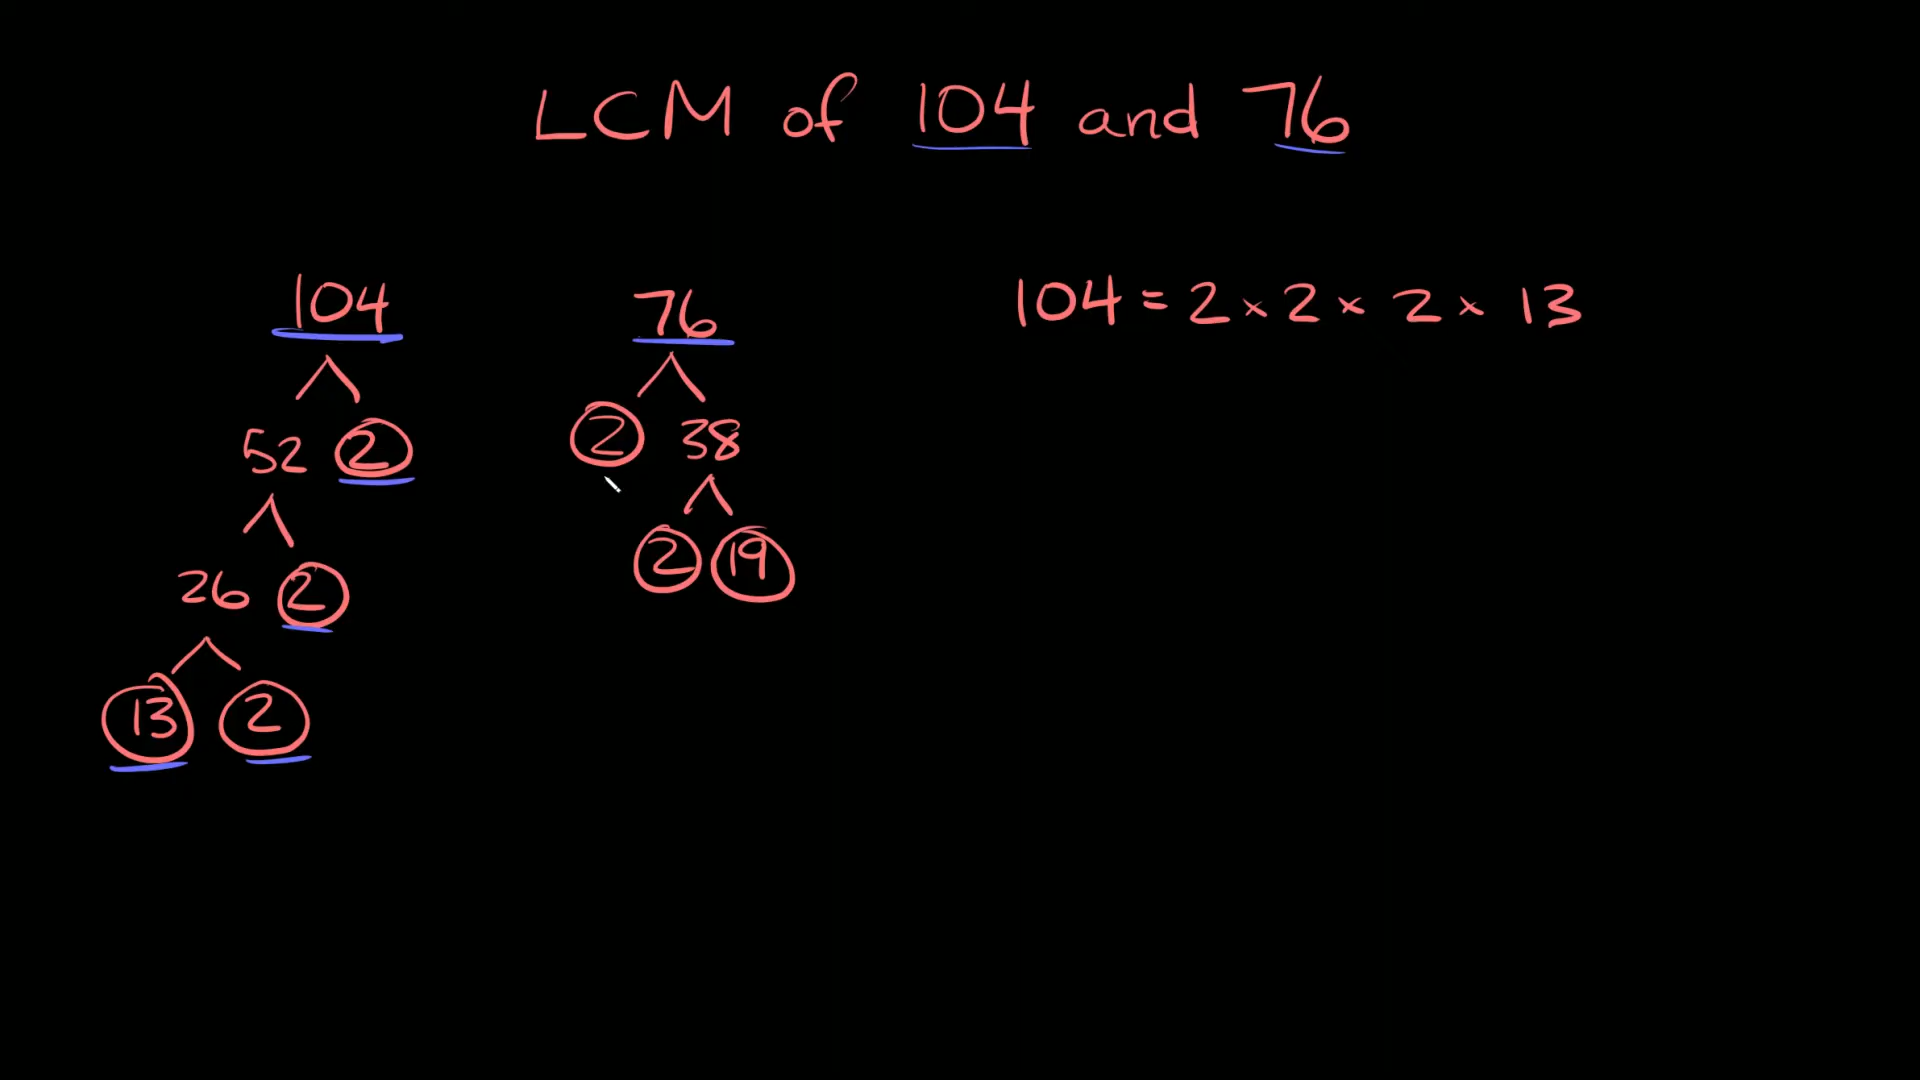 LCM of 104 and 76
104 76 104 = 2 × 2 × 2 × 13
52 2 2 38
26 2 2 19
13 2